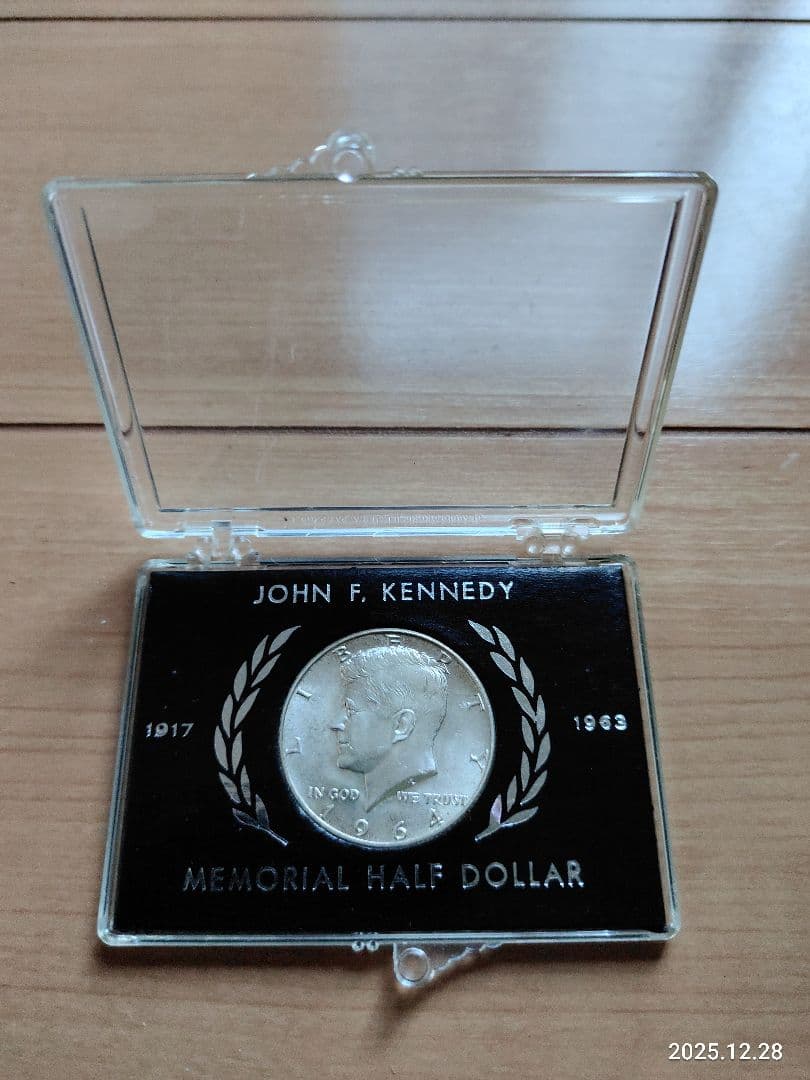 JOHN F. KENNEDY
LIBERTY
1917
1963
IN GOD WE TRUST
1964
MEMORIAL HALF DOLLAR
2025.12.28